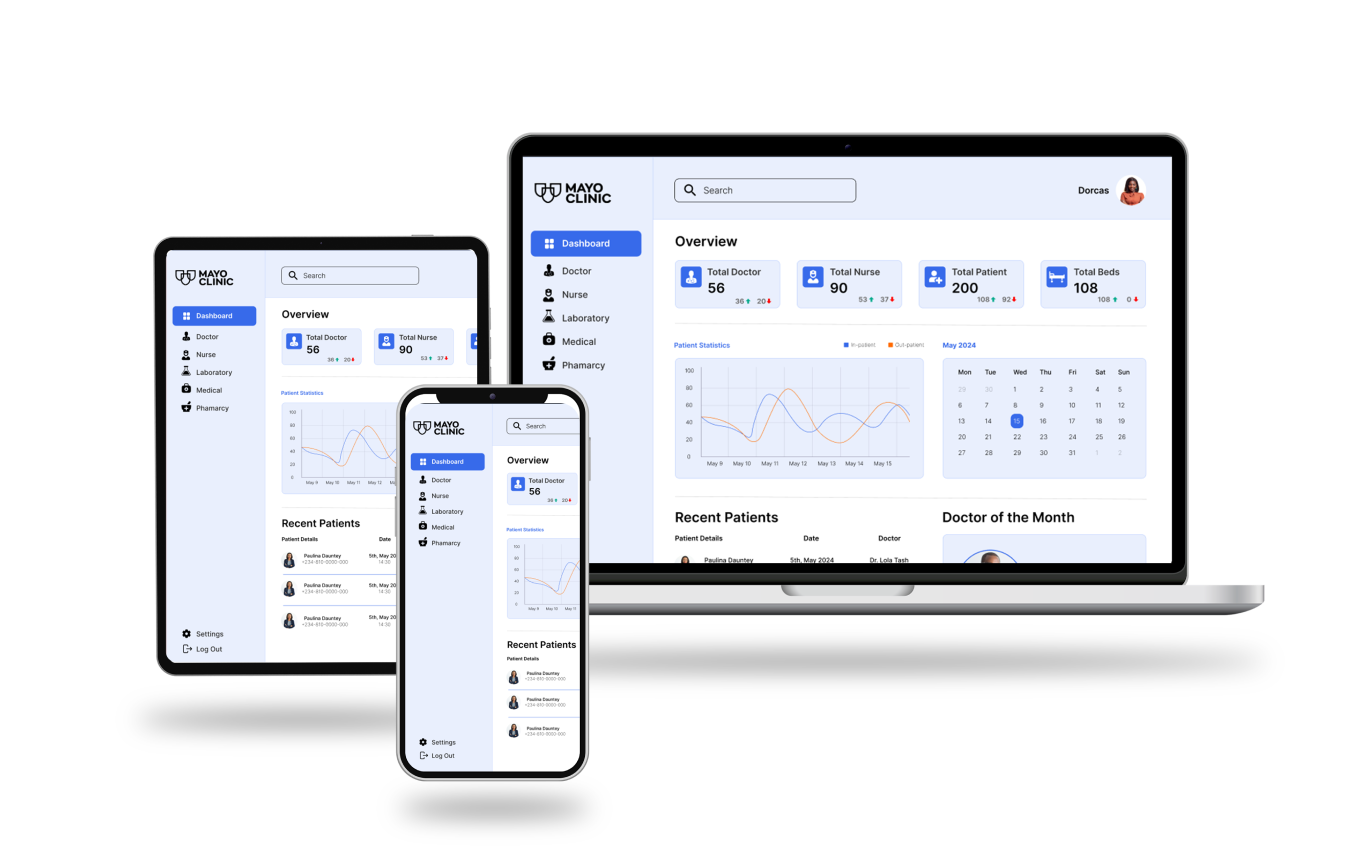 MAYO
CLINIC
Search
Dorcas
Dashboard
Doctor
Nurse
Laboratory
Medical
Phamarcy
Overview
Total Doctor
56
36 20
Total Nurse
90
53 37
Total Patient
200
108 92
Total Beds
108
108 0
Patient Statistics
In-patient Out-patient
100
80
60
40
20
0
May 9 May 10 May 11 May 12 May 13 May 14 May 15
May 2024
Mon Tue Wed Thu Fri Sat Sun
29 30 1 2 3 4 5
6 7 8 9 10 11 12
13 14 15 16 17 18 19
20 21 22 23 24 25 26
27 28 29 30 31 1 2
Recent Patients
Patient Details Date Doctor
Paulina Dauntey 5th, May 2024 Dr. Lola Tash
Doctor of the Month
MAYO
CLINIC
Search
Dashboard
Doctor
Nurse
Laboratory
Medical
Phamarcy
Settings
Log Out
Overview
Total Doctor
56
36 20
Total Nurse
90
53 37
Patient Statistics
100
80
60
40
20
0
May 9 May 10 May 11 May 12
Recent Patients
Patient Details Date
Paulina Dauntey 5th, May 20
+234-810-0000-000 14:30
Paulina Dauntey 5th, May 20
+234-810-0000-000 14:30
Paulina Dauntey 5th, May 20
+234-810-0000-000 14:30
MAYO
CLINIC
Search
Dashboard
Doctor
Nurse
Laboratory
Medical
Phamarcy
Settings
Log Out
Overview
Total Doctor
56
36 20
Patient Statistics
100
80
60
40
20
0
May 9 May 10 May 11
Recent Patients
Patient Details
Paulina Dauntey
+234-810-0000-000
Paulina Dauntey
+234-810-0000-000
Paulina Dauntey
+234-810-0000-000